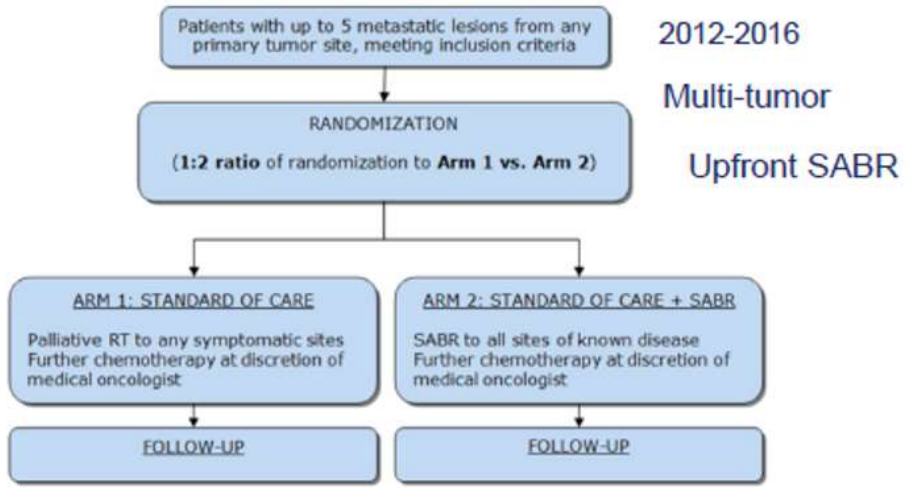 Patients with up to 5 metastatic lesions from any
primary tumor site, meeting inclusion criteria
2012-2016
Multi-tumor
Upfront SABR
RANDOMIZATION
(1:2 ratio of randomization to Arm 1 vs. Arm 2)
ARM 1: STANDARD OF CARE
Palliative RT to any symptomatic sites
Further chemotherapy at discretion of
medical oncologist
ARM 2: STANDARD OF CARE + SABR
SABR to all sites of known disease
Further chemotherapy at discretion of
medical oncologist
FOLLOW-UP
FOLLOW-UP